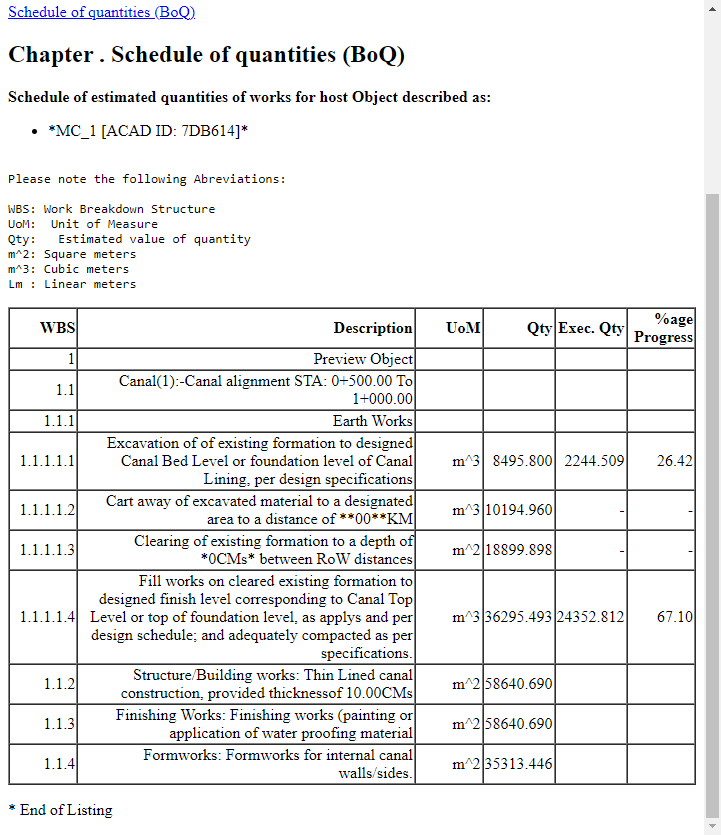 Schedule of quantities (BoQ)
Chapter . Schedule of quantities (BoQ)
Schedule of estimated quantities of works for host Object described as:
• *MC_1 [ACAD ID: 7DB614]*
Please note the following Abreviations:
WBS: Work Breakdown Structure
UoM: Unit of Measure
Qty: Estimated value of quantity
m^2: Square meters
m^3: Cubic meters
Lm : Linear meters
WBS Description UoM Qty Exec. Qty %age
Progress
1 Preview Object
1.1 Canal(1):-Canal alignment STA: 0+500.00 To
1+000.00
1.1.1 Earth Works
Excavation of of existing formation to designed
1.1.1.1.1 Canal Bed Level or foundation level of Canal m^3 8495.800 2244.509 26.42
Lining, per design specifications
1.1.1.1.2 Cart away of excavated material to a designated m^3 10194.960 - -
area to a distance of **00**KM
1.1.1.1.3 Clearing of existing formation to a depth of m^2 18899.898 - -
*0CMs* between RoW distances
Fill works on cleared existing formation to
designed finish level corresponding to Canal Top
1.1.1.1.4 Level or top of foundation level, as applys and per m^3 36295.493 24352.812 67.10
design schedule; and adequately compacted as per
specifications.
1.1.2 Structure/Building works: Thin Lined canal m^2 58640.690
construction, provided thicknessof 10.00CMs
1.1.3 Finishing Works: Finishing works (painting or m^2 58640.690
application of water proofing material
1.1.4 Formworks: Formworks for internal canal m^2 35313.446
walls/sides.
* End of Listing